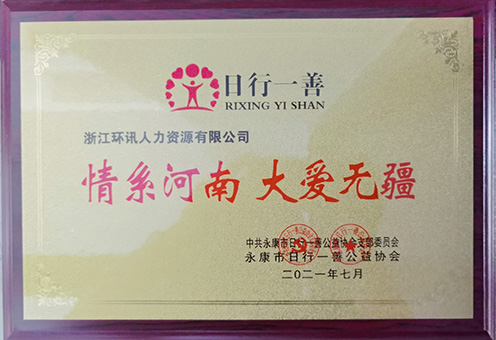 日行一善
RIXING YI SHAN
浙江环讯人力资源有限公司
情系河南 大爱无疆
中共永康市日行一善公益协会支部委员会
永康市日行一善公益协会
二〇二一年七月